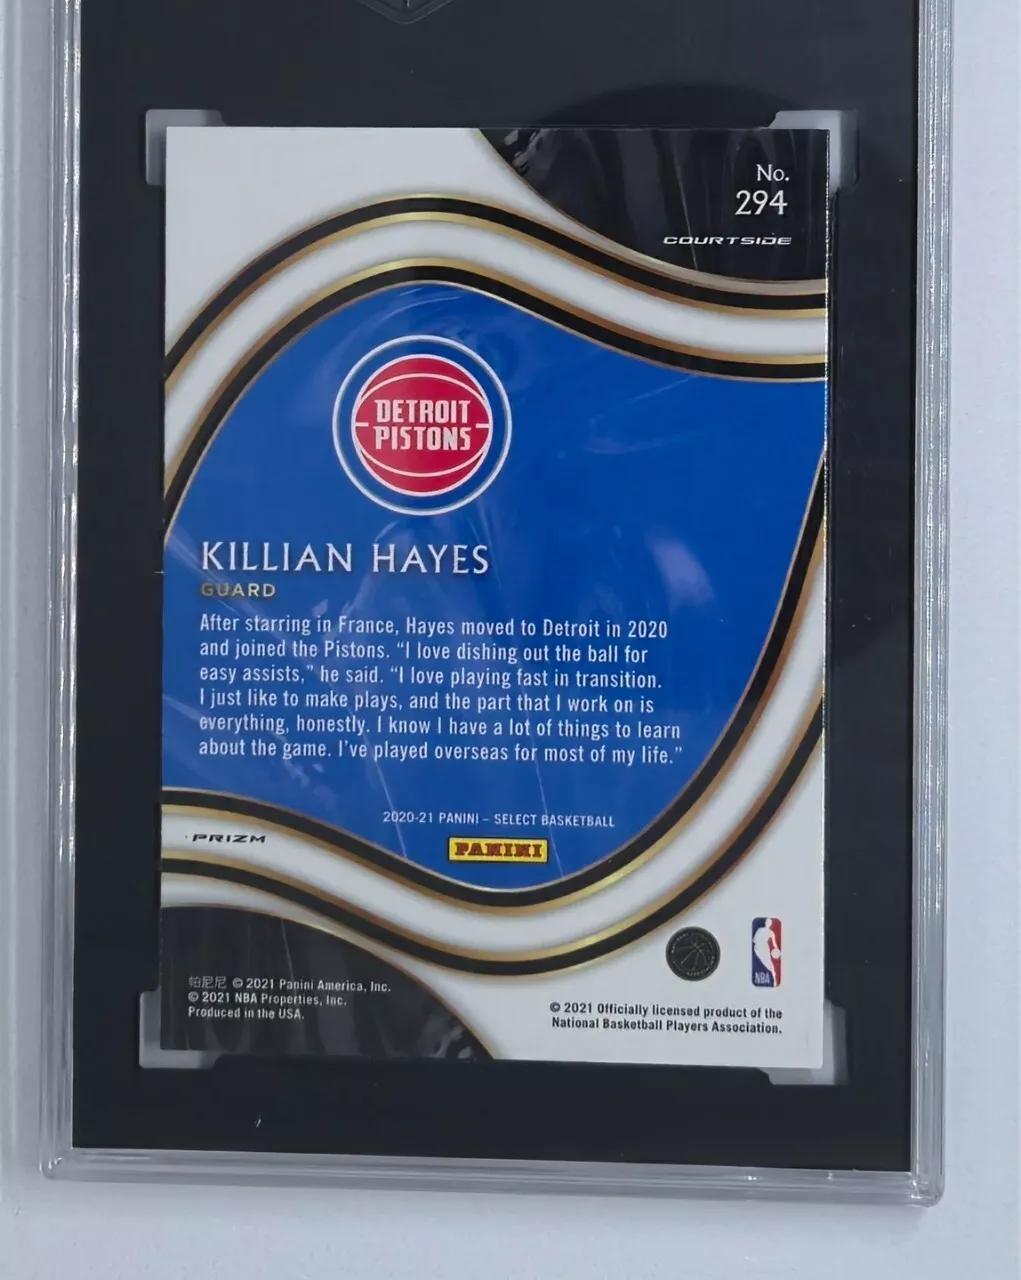 No.
294
COURTSIDE
DETROIT
PISTONS
KILLIAN HAYES
GUARD
After starring in France, Hayes moved to Detroit in 2020
and joined the Pistons. “I love dishing out the ball for
easy assists,” he said. “I love playing fast in transition.
I just like to make plays, and the part that I work on is
everything, honestly. I know I have a lot of things to learn
about the game. I’ve played overseas for most of my life.”
2020-21 PANINI – SELECT BASKETBALL
PANINI
PRIZM
帕尼尼 © 2021 Panini America, Inc.
© 2021 NBA Properties, Inc.
Produced in the USA.
NBA
© 2021 Officially licensed product of the
National Basketball Players Association.